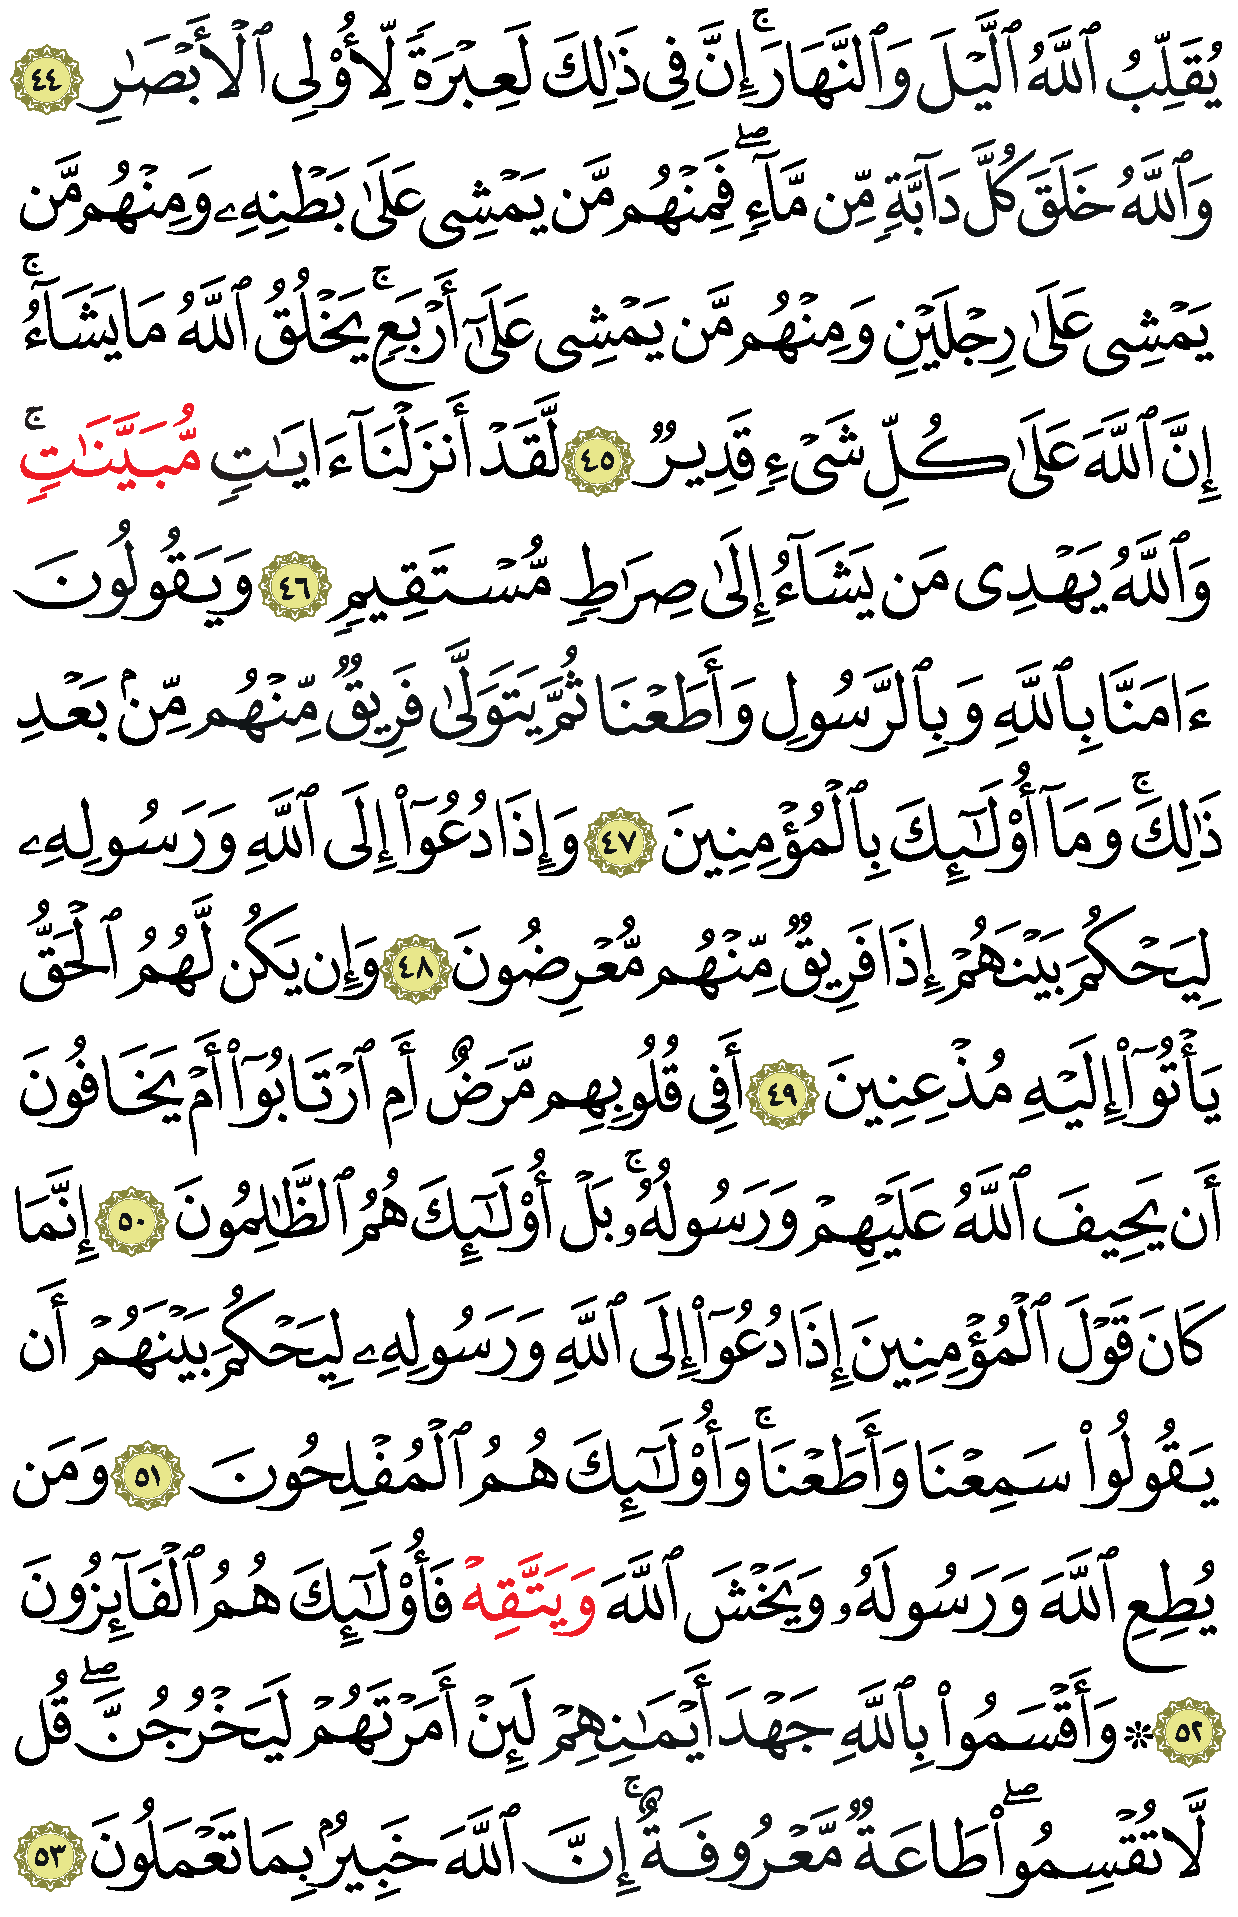 يُقَلِّبُ ٱللَّهُ ٱلَّيْلَ وَٱلنَّهَارَۚ إِنَّ فِى ذَٰلِكَ لَعِبْرَةً لِّأُو۟لِى ٱلْأَبْصَٰرِ ٤٤
وَٱللَّهُ خَلَقَ كُلَّ دَآبَّةٍ مِّن مَّآءٍۖ فَمِنْهُم مَّن يَمْشِى عَلَىٰ بَطْنِهِۦ وَمِنْهُم مَّن
يَمْشِى عَلَىٰ رِجْلَيْنِ وَمِنْهُم مَّن يَمْشِى عَلَىٰٓ أَرْبَعٍۚ يَخْلُقُ ٱللَّهُ مَا يَشَآءُۚ
إِنَّ ٱللَّهَ عَلَىٰ كُلِّ شَىْءٍ قَدِيرٌ ٤٥ لَّقَدْ أَنزَلْنَآ ءَايَٰتٍ مُّبَيَّنَٰتٍۚ
وَٱللَّهُ يَهْدِى مَن يَشَآءُ إِلَىٰ صِرَٰطٍ مُّسْتَقِيمٍ ٤٦ وَيَقُولُونَ
ءَامَنَّا بِٱللَّهِ وَبِٱلرَّسُولِ وَأَطَعْنَا ثُمَّ يَتَوَلَّىٰ فَرِيقٌ مِّنْهُم مِّنۢ بَعْدِ
ذَٰلِكَۚ وَمَآ أُو۟لَٰٓئِكَ بِٱلْمُؤْمِنِينَ ٤٧ وَإِذَا دُعُوٓا۟ إِلَى ٱللَّهِ وَرَسُولِهِۦ
لِيَحْكُمَ بَيْنَهُمْ إِذَا فَرِيقٌ مِّنْهُم مُّعْرِضُونَ ٤٨ وَإِن يَكُن لَّهُمُ ٱلْحَقُّ
يَأْتُوٓا۟ إِلَيْهِ مُذْعِنِينَ ٤٩ أَفِى قُلُوبِهِم مَّرَضٌ أَمِ ٱرْتَابُوٓا۟ أَمْ يَخَافُونَ
أَن يَحِيفَ ٱللَّهُ عَلَيْهِمْ وَرَسُولُهُۥۚ بَلْ أُو۟لَٰٓئِكَ هُمُ ٱلظَّٰلِمُونَ ٥٠ إِنَّمَا
كَانَ قَوْلَ ٱلْمُؤْمِنِينَ إِذَا دُعُوٓا۟ إِلَى ٱللَّهِ وَرَسُولِهِۦ لِيَحْكُمَ بَيْنَهُمْ أَن
يَقُولُوا۟ سَمِعْنَا وَأَطَعْنَاۚ وَأُو۟لَٰٓئِكَ هُمُ ٱلْمُفْلِحُونَ ٥١ وَمَن
يُطِعِ ٱللَّهَ وَرَسُولَهُۥ وَيَخْشَ ٱللَّهَ وَيَتَّقِهْ فَأُو۟لَٰٓئِكَ هُمُ ٱلْفَآئِزُونَ
٥٢ ۞ وَأَقْسَمُوا۟ بِٱللَّهِ جَهْدَ أَيْمَٰنِهِمْ لَئِنْ أَمَرْتَهُمْ لَيَخْرُجُنَّۖ قُل
لَّا تُقْسِمُوا۟ۖ طَاعَةٌ مَّعْرُوفَةٌۚ إِنَّ ٱللَّهَ خَبِيرٌۢ بِمَا تَعْمَلُونَ ٥٣